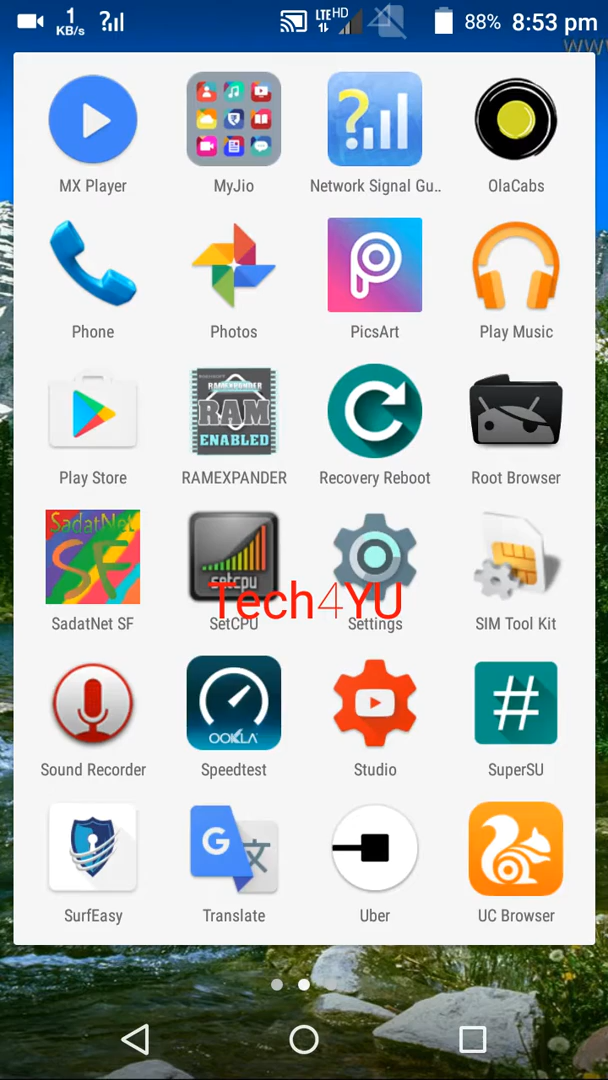 1
KB/s
?
LTE HD
88%
8:53 pm
MX Player
MyJio
Network Signal Gu..
OlaCabs
Phone
Photos
PicsArt
Play Music
RAMEXPANDER
RAM
ENABLED
Play Store
RAMEXPANDER
Recovery Reboot
Root Browser
SadatNet
SF
setcpu
Tech4YU
SadatNet SF
SetCPU
Settings
SIM Tool Kit
OOKLA
#
Sound Recorder
Speedtest
Studio
SuperSU
G
文
SurfEasy
Translate
Uber
UC Browser